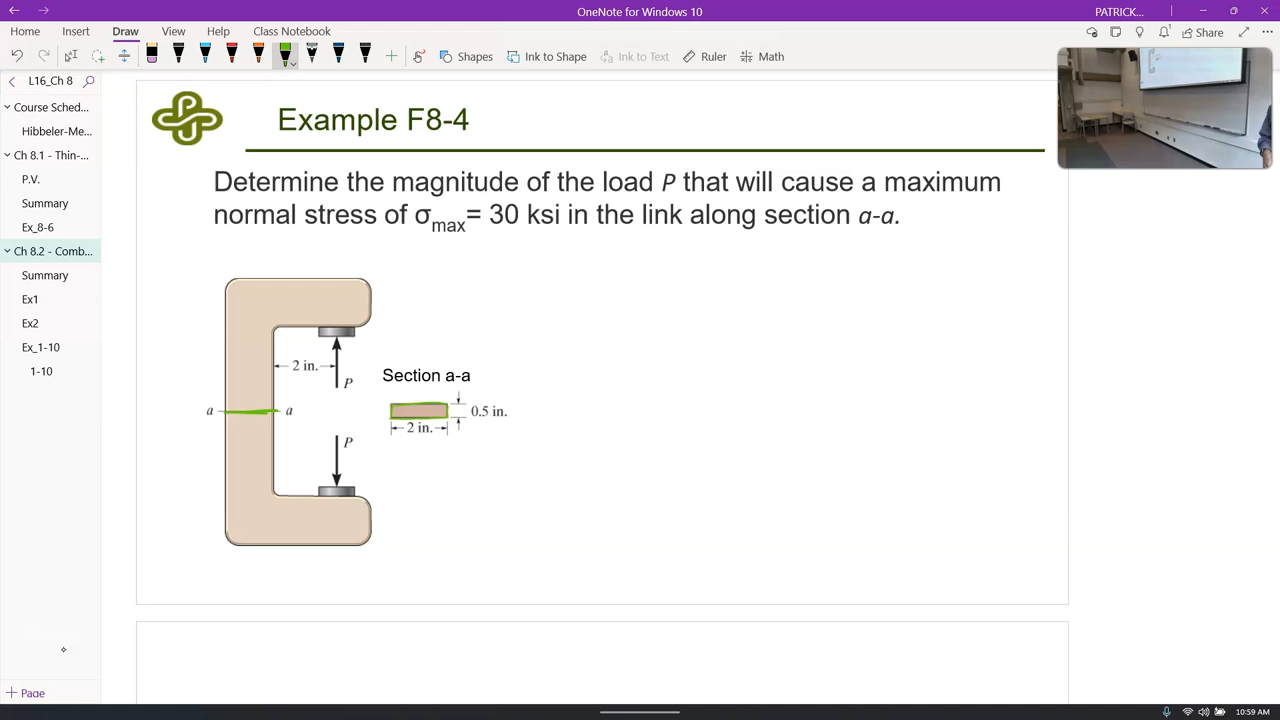 OneNote for Windows 10
PATRICK...
Home
Insert
Draw
View
Help
Class Notebook
Share
Shapes
Ink to Shape
Ink to Text
Ruler
Math
L16_Ch 8
Course Sched...
Hibbeler-Me...
Ch 8.1 - Thin-...
P.V.
Summary
Ex_8-6
Ch 8.2 - Comb...
Summary
Ex1
Ex2
Ex_1-10
1-10
Page
Example F8-4
Determine the magnitude of the load P that will cause a maximum
normal stress of σmax= 30 ksi in the link along section a-a.
2 in.
P
a
a
P
Section a-a
0.5 in.
2 in.
10:59 AM